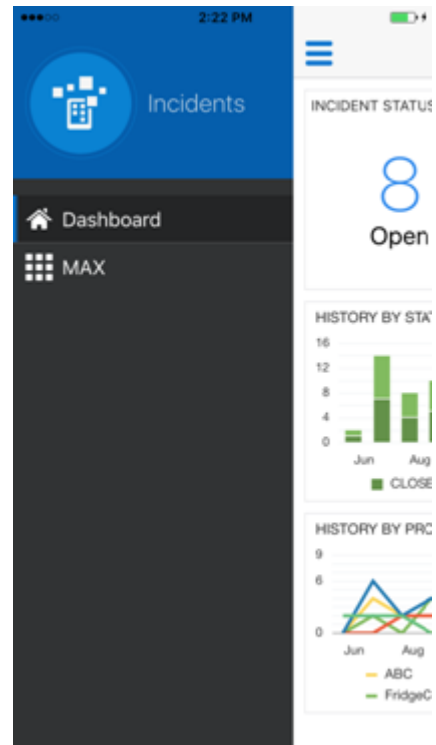 2:22 PM
Incidents
Dashboard
MAX
INCIDENT STATUS
8
Open
HISTORY BY STAT
16
12
8
4
0
Jun Aug
CLOSE
HISTORY BY PRO
9
6
0
Jun Aug
ABC
FridgeC